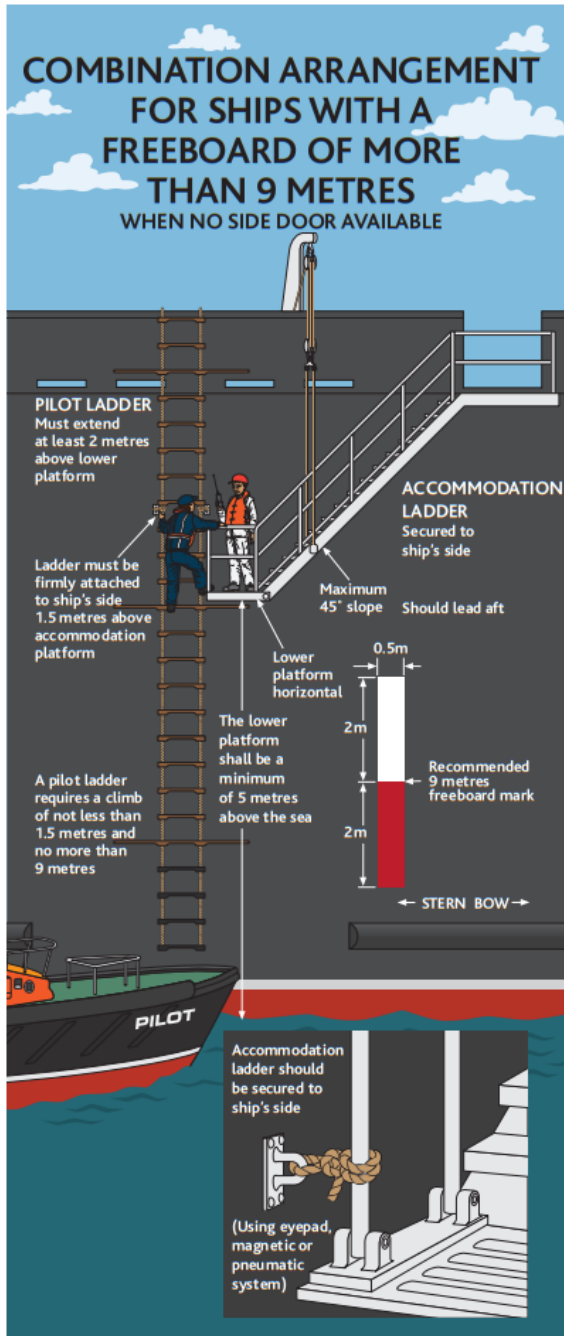 COMBINATION ARRANGEMENT
FOR SHIPS WITH A
FREEBOARD OF MORE
THAN 9 METRES
WHEN NO SIDE DOOR AVAILABLE
PILOT LADDER
Must extend
at least 2 metres
above lower
platform
ACCOMMODATION
LADDER
Secured to
ship's side
Ladder must be
firmly attached
to ship's side
1.5 metres above
accommodation
platform
Maximum
45° slope
Should lead aft
Lower
platform
horizontal
0.5m
2m
The lower
platform
shall be a
minimum
of 5 metres
above the sea
Recommended
9 metres
freeboard mark
A pilot ladder
requires a climb
of not less than
1.5 metres and
no more than
9 metres
2m
STERN BOW
PILOT
Accommodation
ladder should
be secured to
ship's side
(Using eyepad,
magnetic or
pneumatic
system)